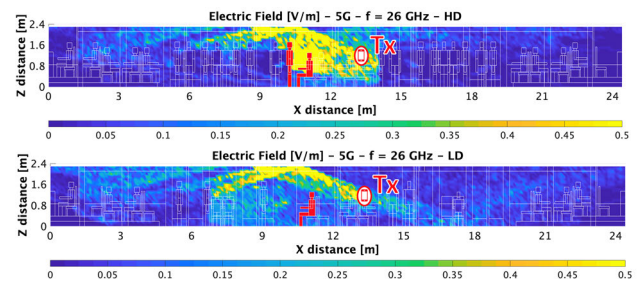 Electric Field [V/m] – 5G – f = 26 GHz – HD
Z distance [m]
2.4
1.6
0.8
0
Tx
0 3 6 9 12 15 18 21 24
X distance [m]
0 0.05 0.1 0.15 0.2 0.25 0.3 0.35 0.4 0.45 0.5
Electric Field [V/m] – 5G – f = 26 GHz – LD
Z distance [m]
2.4
1.6
0.8
0
Tx
0 3 6 9 12 15 18 21 24
X distance [m]
0 0.05 0.1 0.15 0.2 0.25 0.3 0.35 0.4 0.45 0.5